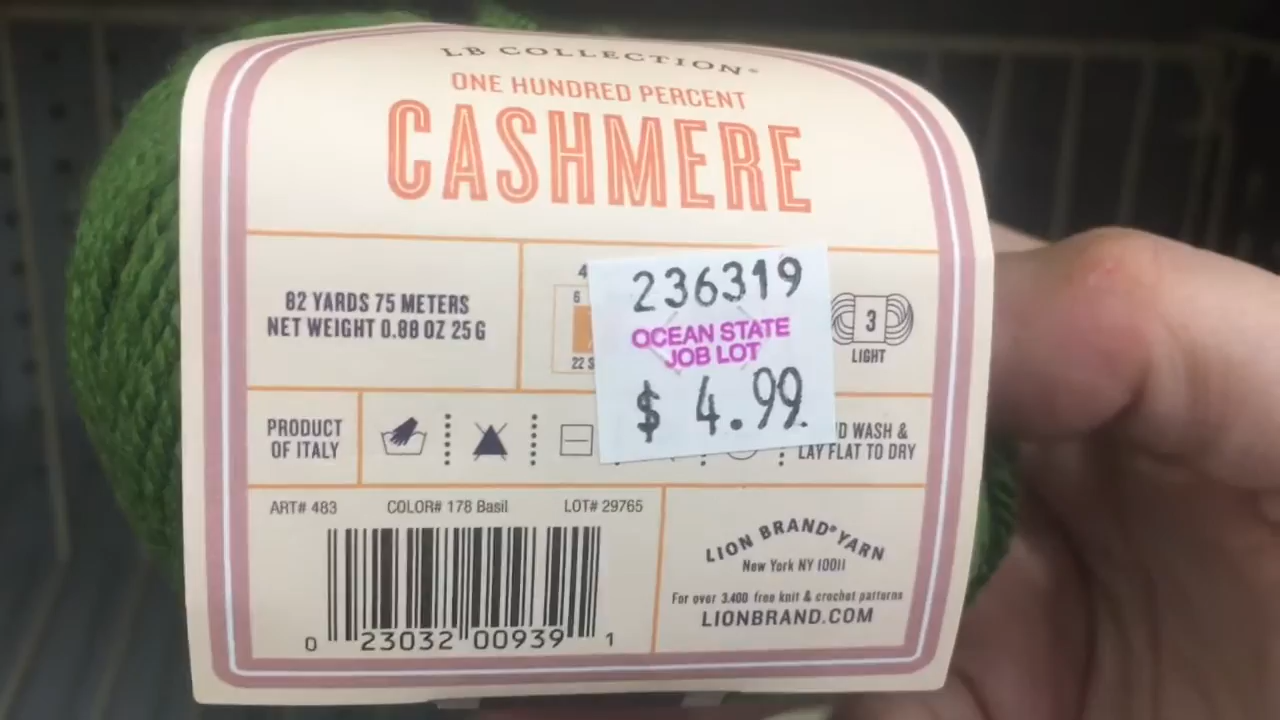 LB COLLECTION®
ONE HUNDRED PERCENT
CASHMERE
82 YARDS 75 METERS
NET WEIGHT 0.88 OZ 25 G
4
6
22 S
236319
OCEAN STATE
JOB LOT
$ 4.99
3
LIGHT
PRODUCT
OF ITALY
WASH &
LAY FLAT TO DRY
ART# 483 COLOR# 178 Basil LOT# 29765
0 23032 00939 1
LION BRAND® YARN
New York NY 10011
For over 3,400 free knit & crochet patterns
LIONBRAND.COM